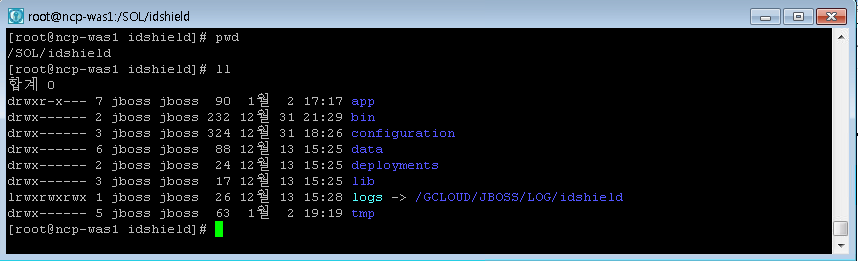 root@ncp-was1:/SOL/idshield
[root@ncp-was1 idshield]# pwd
/SOL/idshield
[root@ncp-was1 idshield]# ll
합계 0
drwxr-x--- 7 jboss jboss  90  1월   2 17:17 app
drwx------ 2 jboss jboss 232 12월  31 21:29 bin
drwx------ 3 jboss jboss 324 12월  31 18:26 configuration
drwx------ 6 jboss jboss  88 12월  13 15:25 data
drwx------ 2 jboss jboss  24 12월  13 15:25 deployments
drwx------ 3 jboss jboss  17 12월  13 15:25 lib
lrwxrwxrwx 1 jboss jboss  26 12월  13 15:28 logs -> /GCLOUD/JBOSS/LOG/idshield
drwx------ 5 jboss jboss  63  1월   2 19:19 tmp
[root@ncp-was1 idshield]#